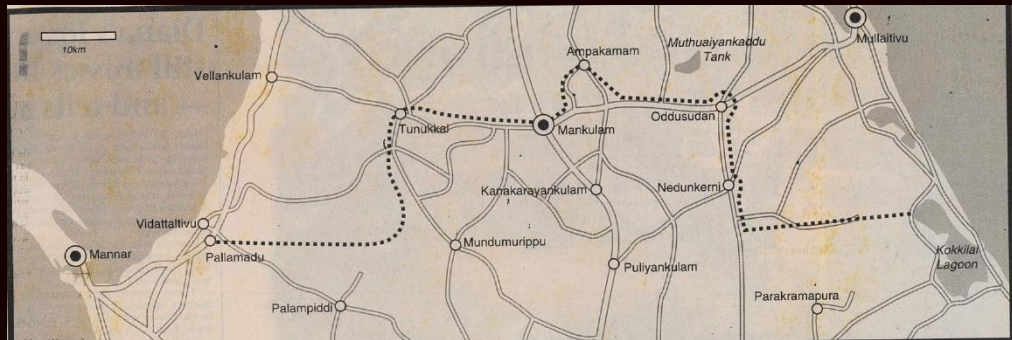 10km
Vellankulam
Tunukkai
Ampakamam
Muthuaiyankaddu
Tank
Mullaitivu
Mankulam
Oddusudan
Kanakarayankulam
Nedunkerni
Vidattaltivu
Mannar
Pallamadu
Mundumurippu
Puliyankulam
Kokkilai
Lagoon
Palampiddi
Parakramapura